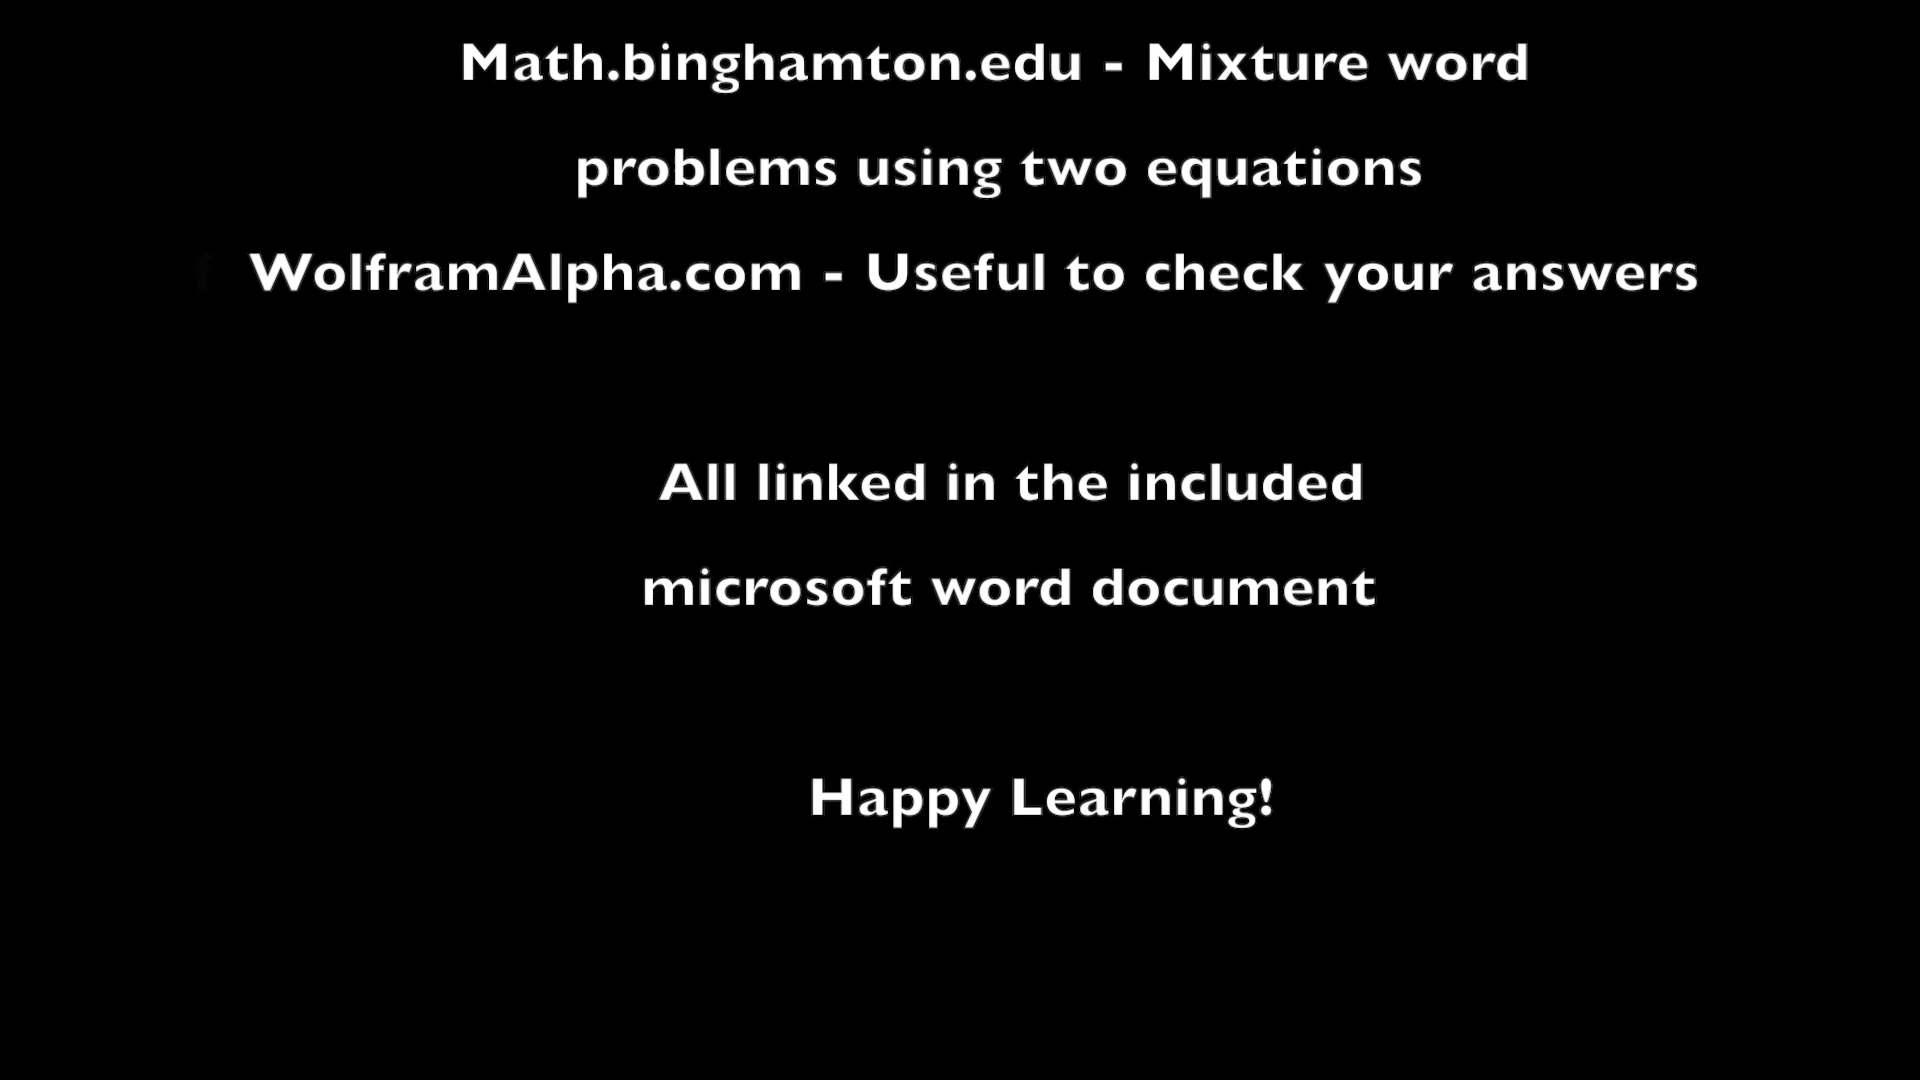 Math.binghamton.edu - Mixture word
problems using two equations
WolframAlpha.com - Useful to check your answers
All linked in the included
microsoft word document
Happy Learning!